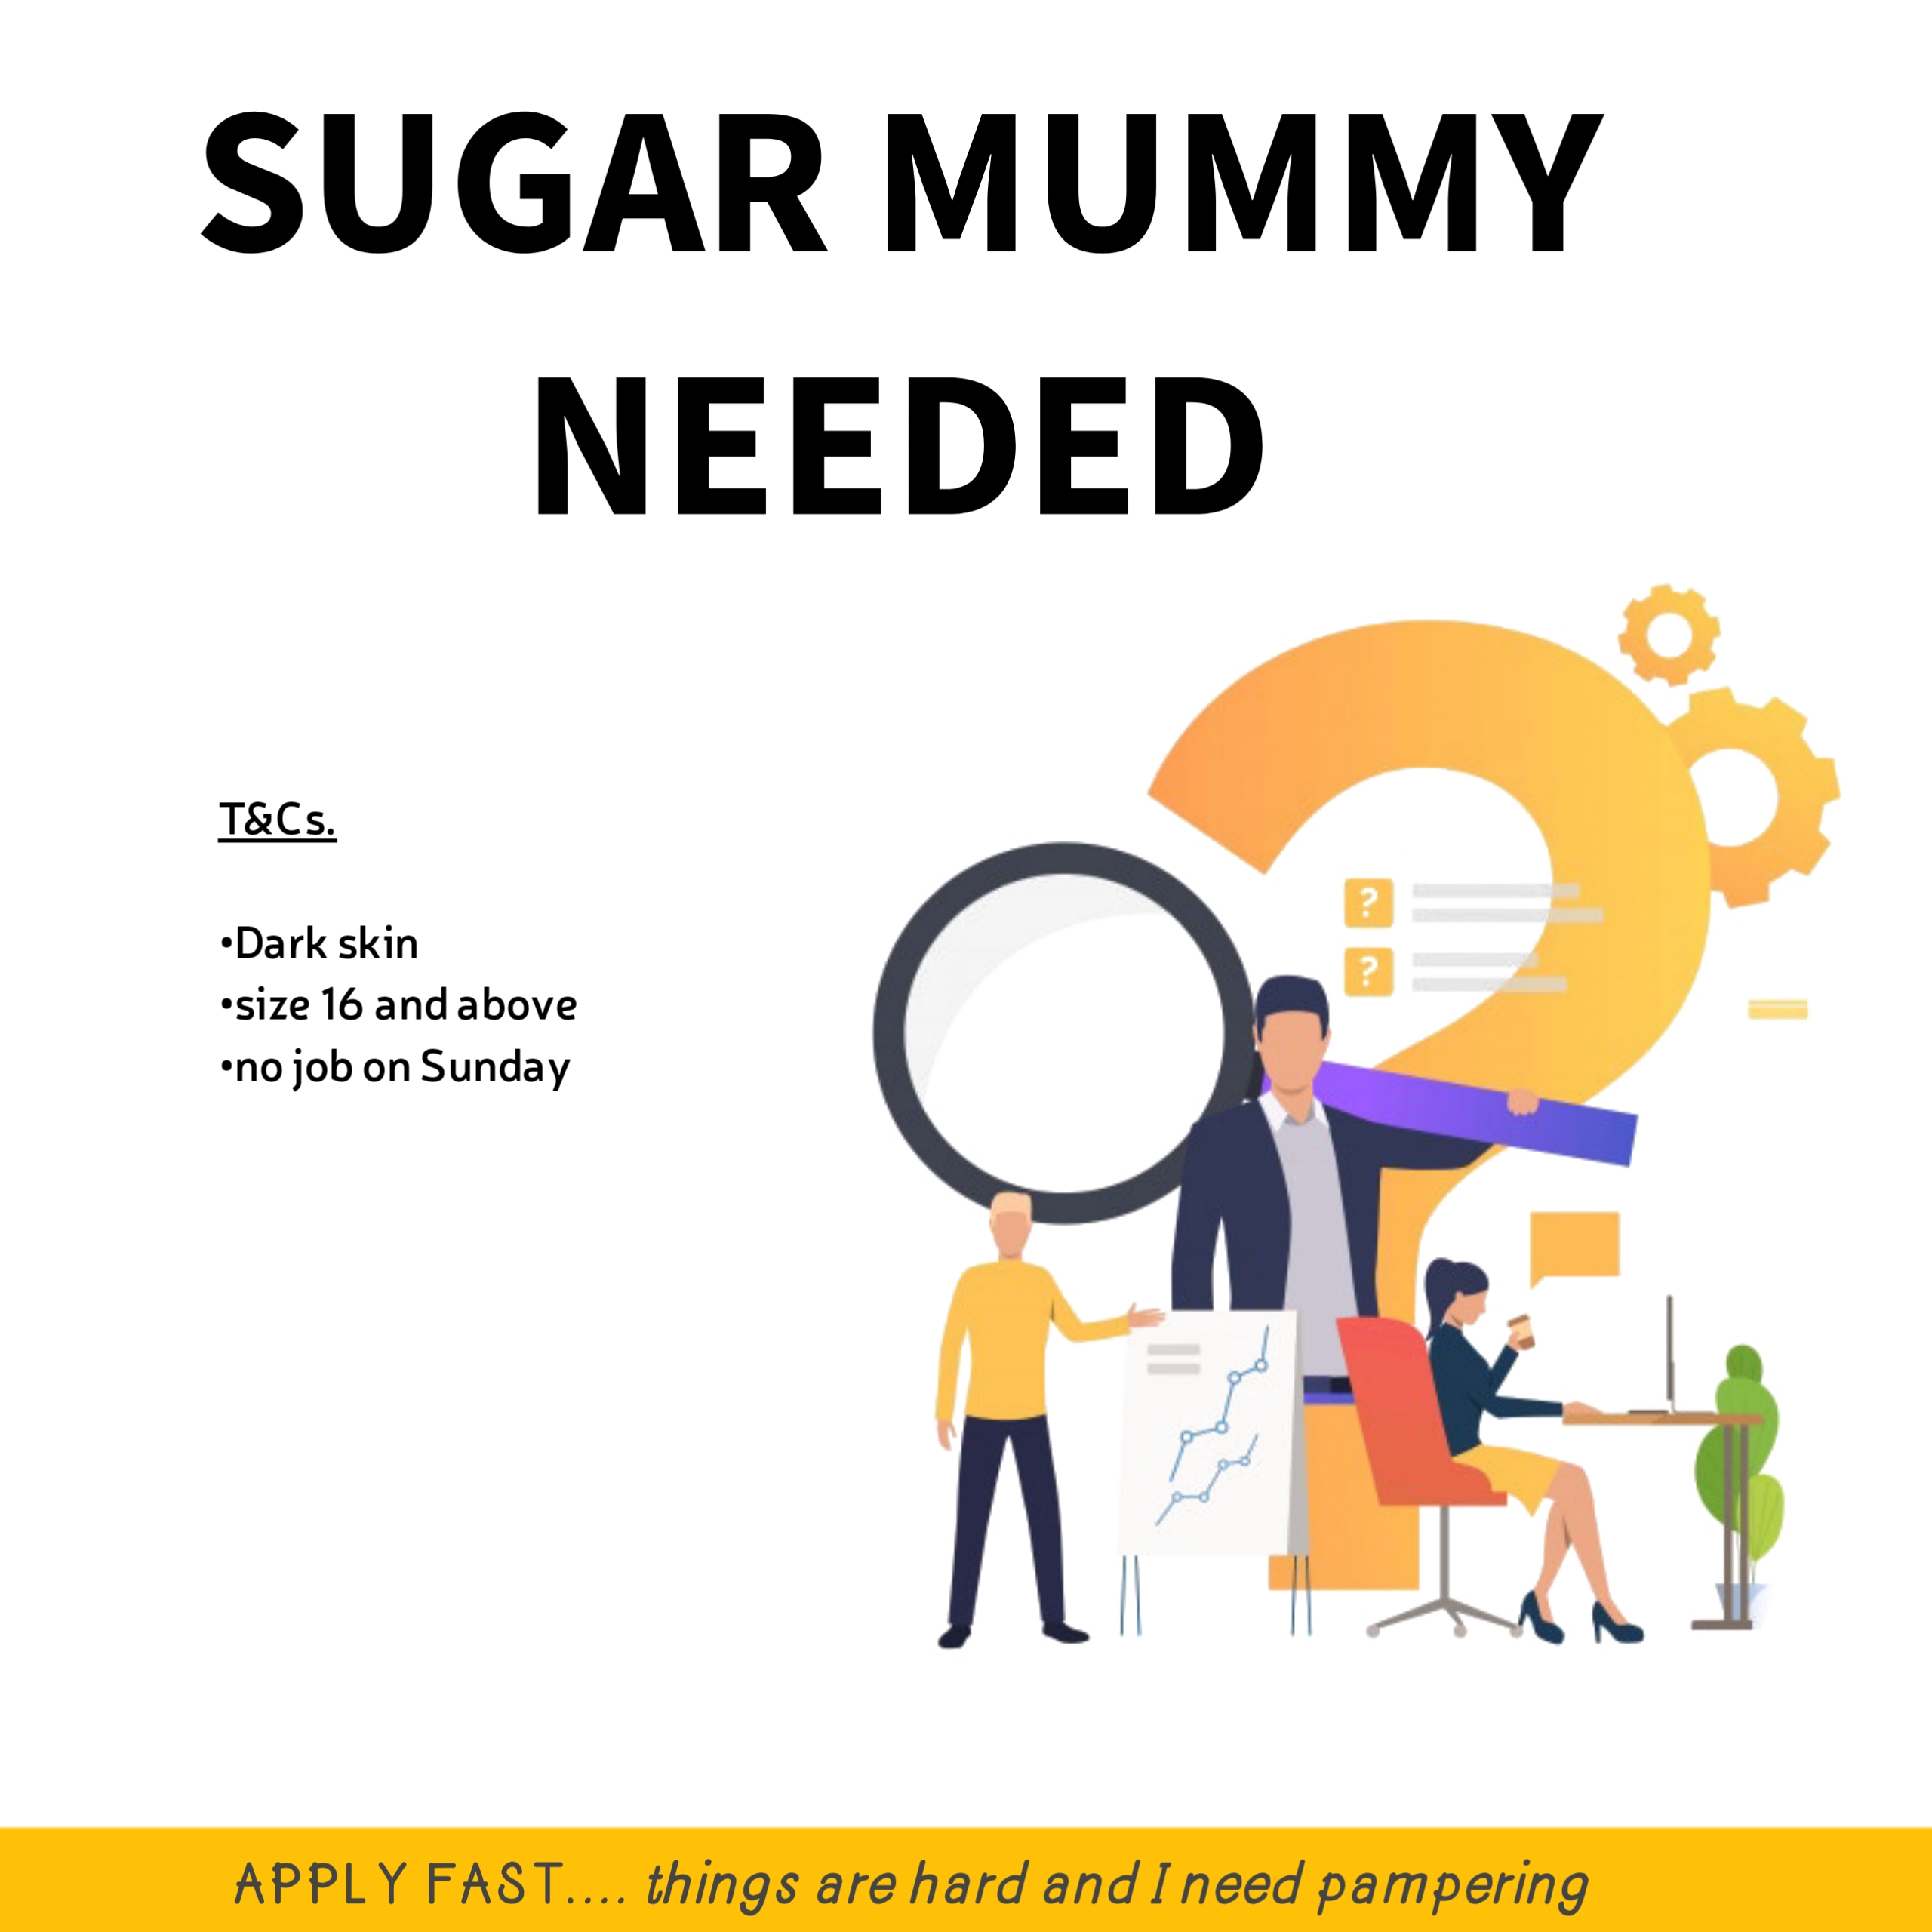 SUGAR MUMMY
NEEDED
T&Cs.
•Dark skin
•size 16 and above
•no job on Sunday
?
?
APPLY FAST.... things are hard and I need pampering